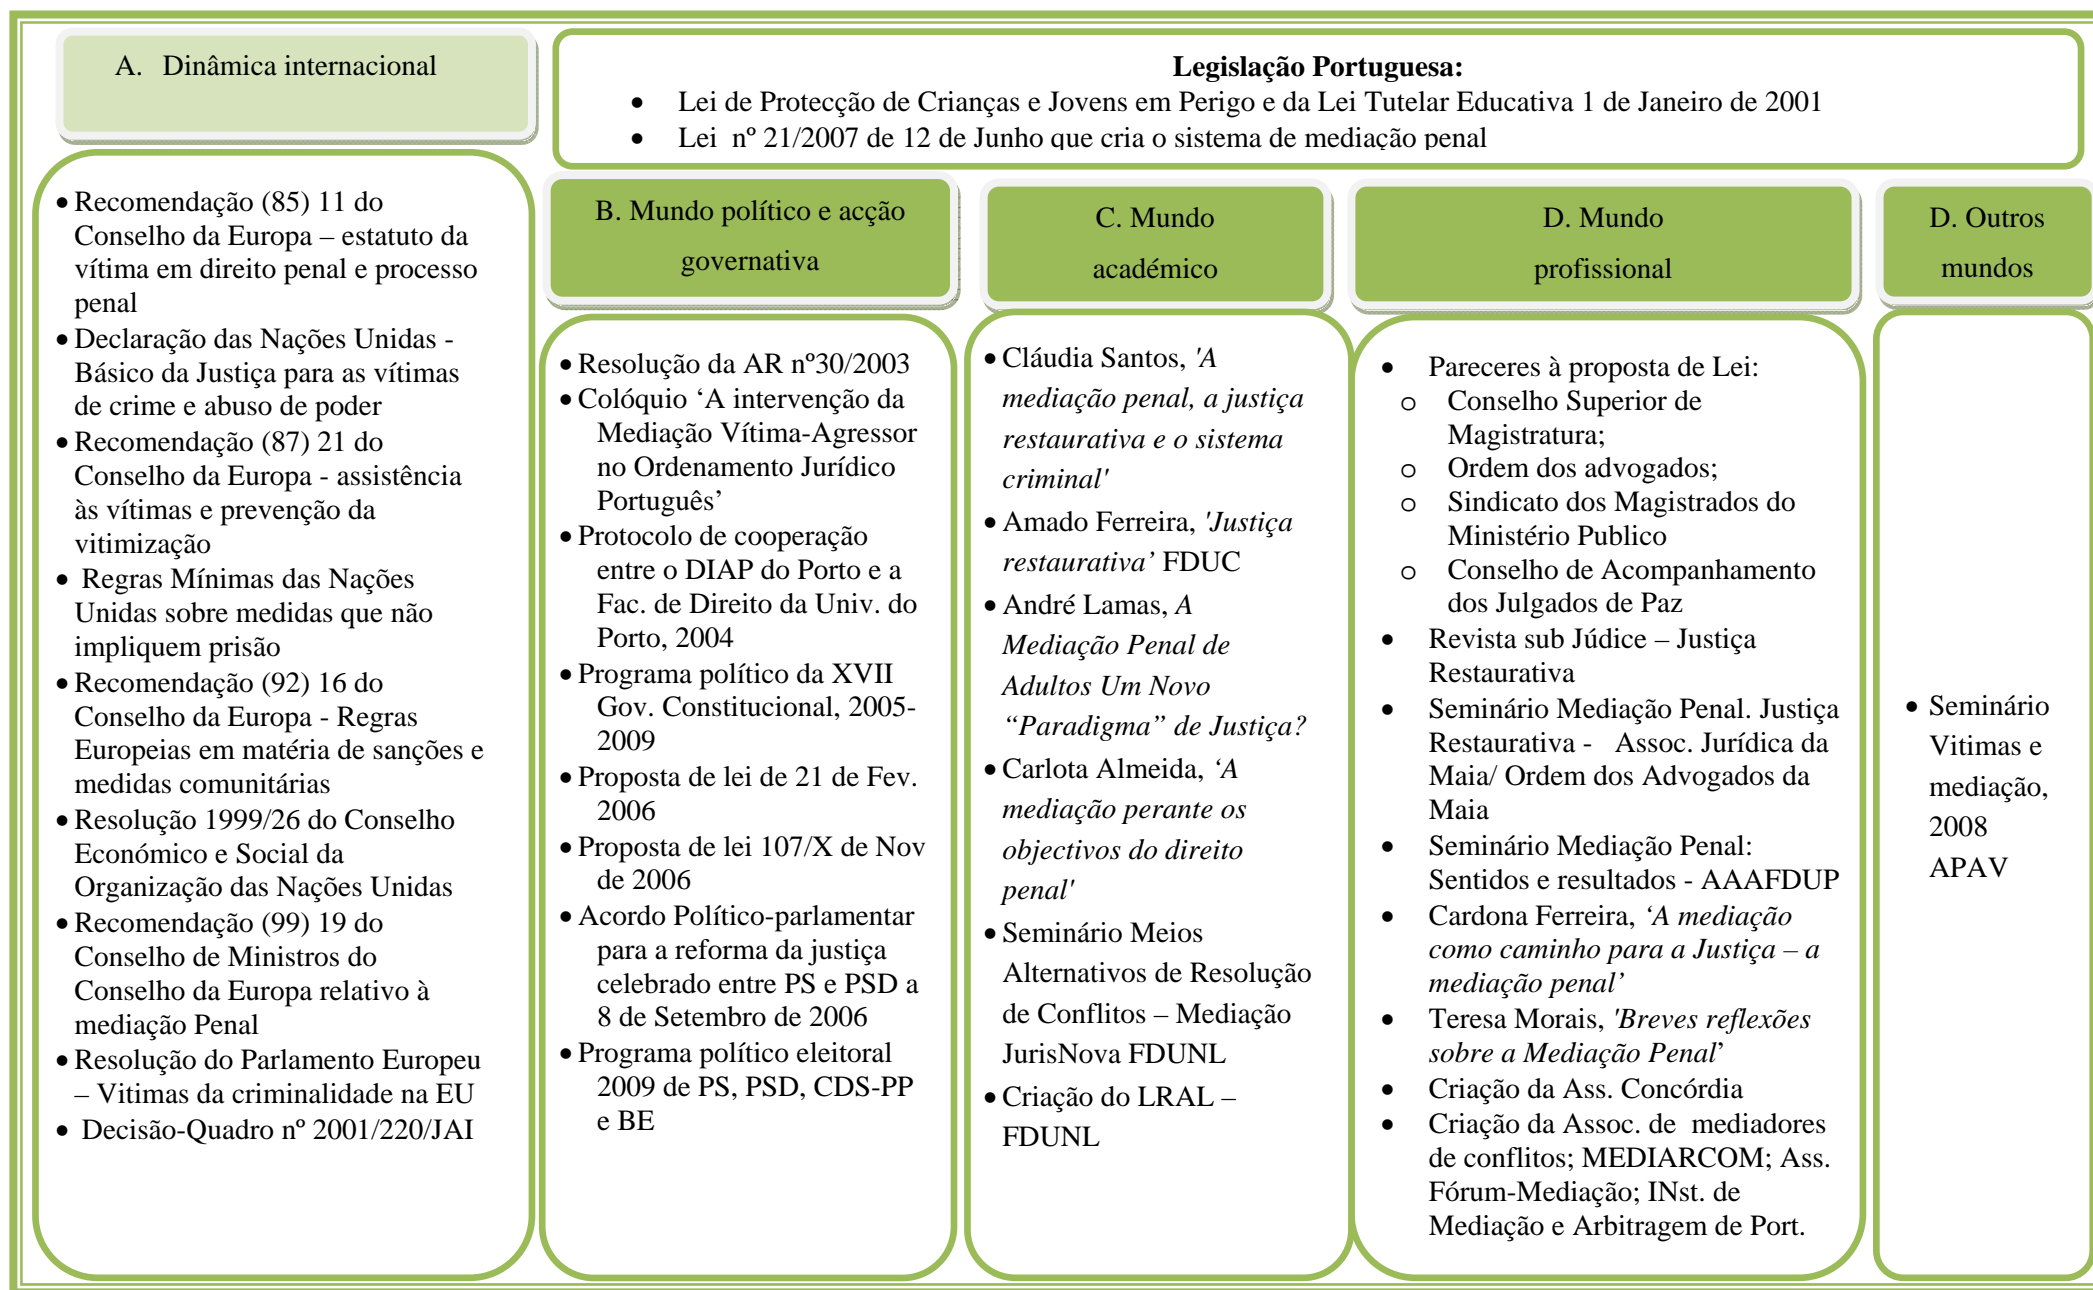 A. Dinâmica internacional
Legislação Portuguesa:
• Lei de Protecção de Crianças e Jovens em Perigo e da Lei Tutelar Educativa 1 de Janeiro de 2001
• Lei nº 21/2007 de 12 de Junho que cria o sistema de mediação penal
• Recomendação (85) 11 do
Conselho da Europa – estatuto da
vítima em direito penal e processo
penal
• Declaração das Nações Unidas -
Básico da Justiça para as vítimas
de crime e abuso de poder
• Recomendação (87) 21 do
Conselho da Europa - assistência
às vítimas e prevenção da
vitimização
• Regras Mínimas das Nações
Unidas sobre medidas que não
impliquem prisão
• Recomendação (92) 16 do
Conselho da Europa - Regras
Europeias em matéria de sanções e
medidas comunitárias
• Resolução 1999/26 do Conselho
Económico e Social da
Organização das Nações Unidas
• Recomendação (99) 19 do
Conselho de Ministros do
Conselho da Europa relativo à
mediação Penal
• Resolução do Parlamento Europeu
– Vitimas da criminalidade na EU
• Decisão-Quadro nº 2001/220/JAI
B. Mundo político e acção
governativa
• Resolução da AR nº30/2003
• Colóquio ‘A intervenção da
Mediação Vítima-Agressor
no Ordenamento Jurídico
Português’
• Protocolo de cooperação
entre o DIAP do Porto e a
Fac. de Direito da Univ. do
Porto, 2004
• Programa político da XVII
Gov. Constitucional, 2005-
2009
• Proposta de lei de 21 de Fev.
2006
• Proposta de lei 107/X de Nov
de 2006
• Acordo Político-parlamentar
para a reforma da justiça
celebrado entre PS e PSD a
8 de Setembro de 2006
• Programa político eleitoral
2009 de PS, PSD, CDS-PP
e BE
C. Mundo
académico
• Cláudia Santos, 'A
mediação penal, a justiça
restaurativa e o sistema
criminal'
• Amado Ferreira, 'Justiça
restaurativa’ FDUC
• André Lamas, A
Mediação Penal de
Adultos Um Novo
“Paradigma” de Justiça?
• Carlota Almeida, ‘A
mediação perante os
objectivos do direito
penal'
• Seminário Meios
Alternativos de Resolução
de Conflitos – Mediação
JurisNova FDUNL
• Criação do LRAL –
FDUNL
D. Mundo
profissional
• Pareceres à proposta de Lei:
o Conselho Superior de
Magistratura;
o Ordem dos advogados;
o Sindicato dos Magistrados do
Ministério Publico
o Conselho de Acompanhamento
dos Julgados de Paz
• Revista sub Júdice – Justiça
Restaurativa
• Seminário Mediação Penal. Justiça
Restaurativa - Assoc. Jurídica da
Maia/ Ordem dos Advogados da
Maia
• Seminário Mediação Penal:
Sentidos e resultados - AAAFDUP
• Cardona Ferreira, ‘A mediação
como caminho para a Justiça – a
mediação penal’
• Teresa Morais, 'Breves reflexões
sobre a Mediação Penal’
• Criação da Ass. Concórdia
• Criação da Assoc. de mediadores
de conflitos; MEDIARCOM; Ass.
Fórum-Mediação; INst. de
Mediação e Arbitragem de Port.
D. Outros
mundos
• Seminário
Vitimas e
mediação,
2008
APAV